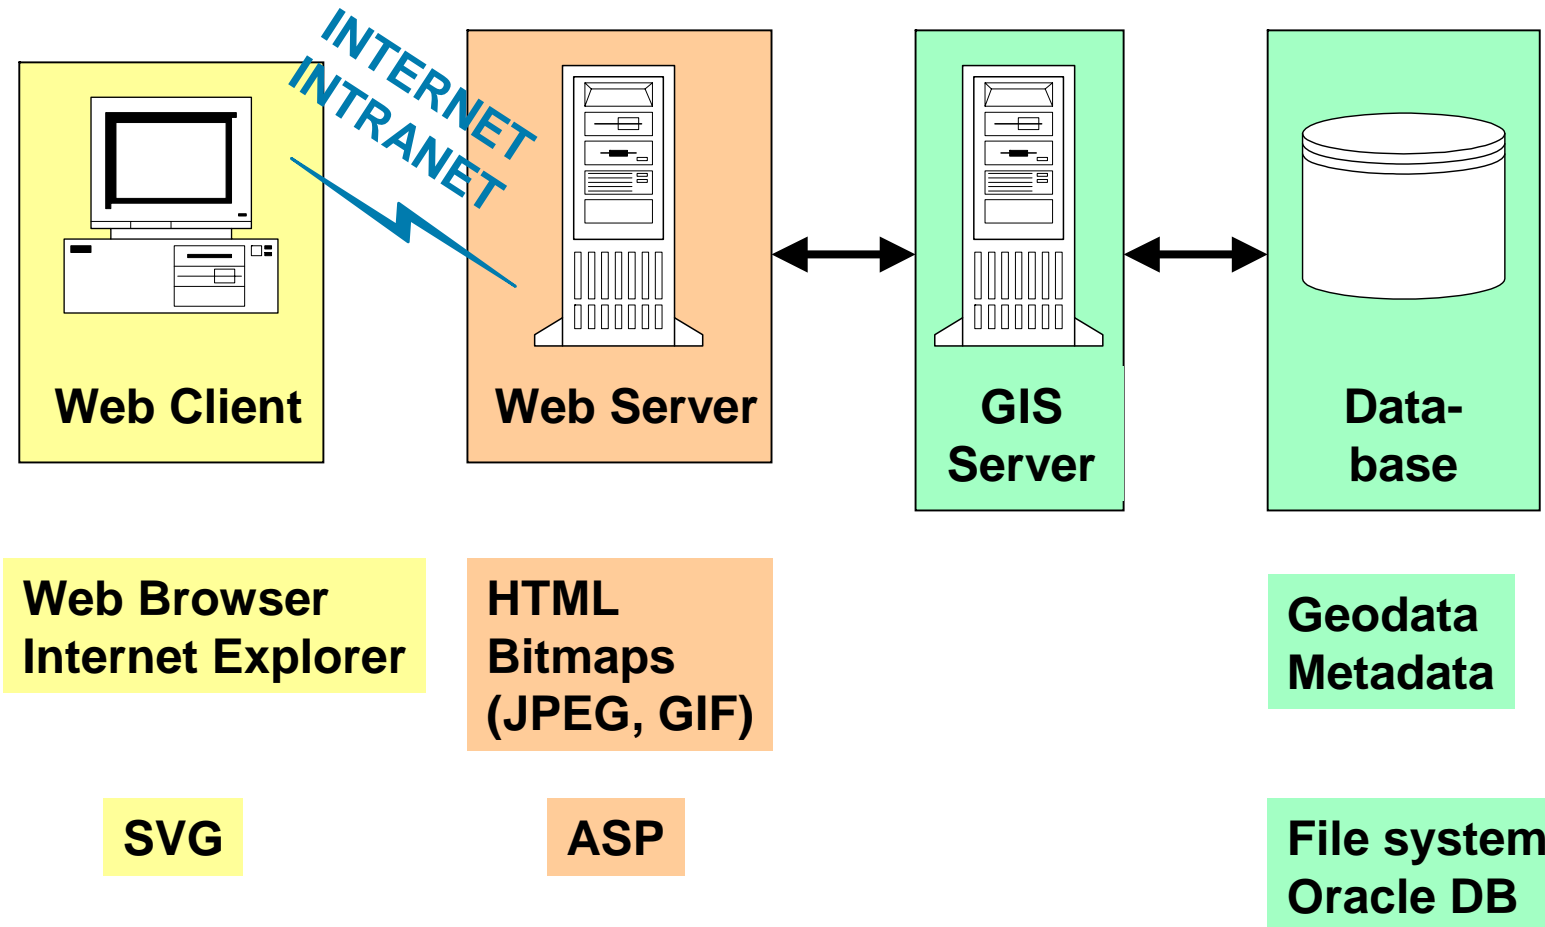 INTERNET
INTRANET
Web Client
Web Server
GIS
Server
Data-
base
Web Browser
Internet Explorer
HTML
Bitmaps
(JPEG, GIF)
Geodata
Metadata
SVG
ASP
File system
Oracle DB